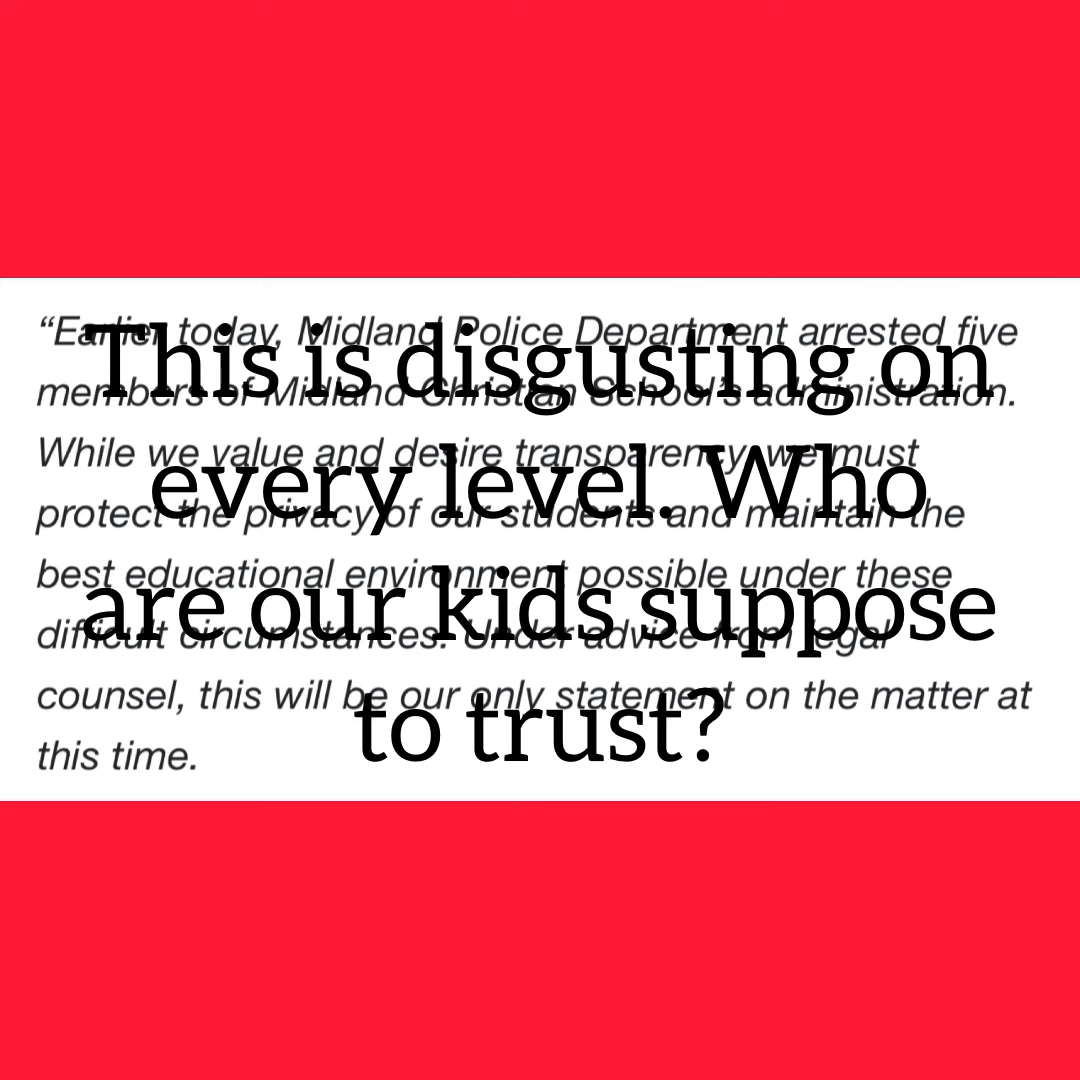 “Earlier today, Midland Police Department arrested five
members of Midland Christian School’s administration.
While we value and desire transparency we must
protect the privacy of our students and maintain the
best educational environment possible under these
difficult circumstances. Under advice from legal
counsel, this will be our only statement on the matter at
this time.
This is disgusting on
every level. Who
are our kids suppose
to trust?